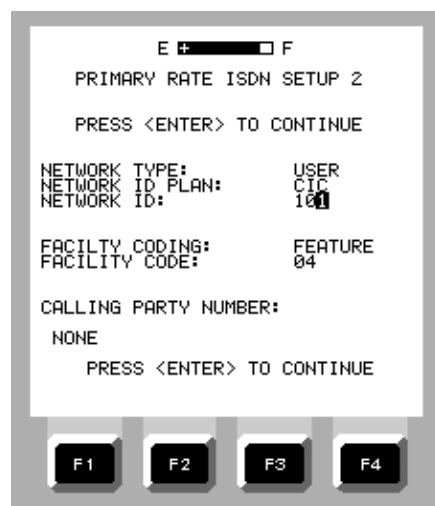 E + F
PRIMARY RATE ISDN SETUP 2
PRESS <ENTER> TO CONTINUE
NETWORK TYPE: USER
NETWORK ID PLAN: CIC
NETWORK ID: 101
FACILTY CODING: FEATURE
FACILITY CODE: 04
CALLING PARTY NUMBER:
NONE
PRESS <ENTER> TO CONTINUE
F1 F2 F3 F4